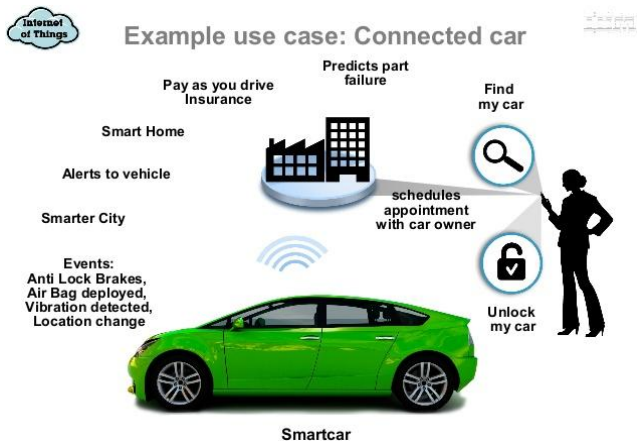 Internet
of Things
Example use case: Connected car
Predicts part
failure
Pay as you drive
Insurance
Find
my car
Smart Home
Alerts to vehicle
schedules
appointment
with car owner
Smarter City
Events:
Anti Lock Brakes,
Air Bag deployed,
Vibration detected,
Location change
Unlock
my car
Smartcar